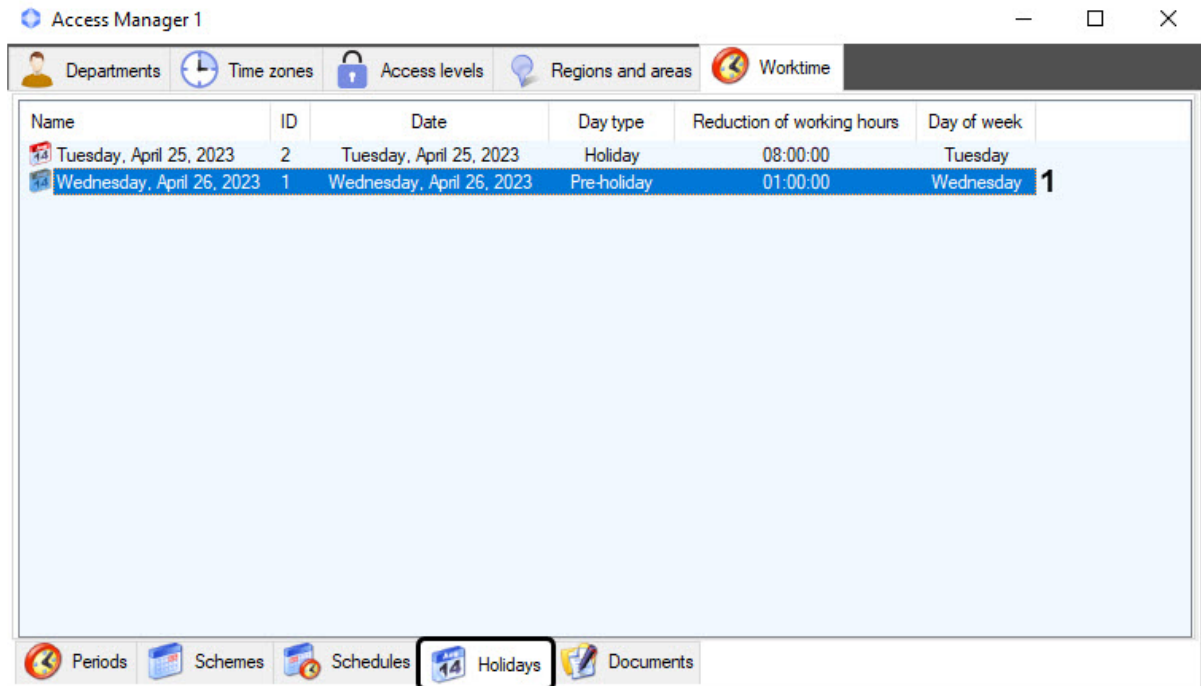 Access Manager 1
Departments Time zones Access levels Regions and areas Worktime
Name ID Date Day type Reduction of working hours Day of week
Tuesday, April 25, 2023 2 Tuesday, April 25, 2023 Holiday 08:00:00 Tuesday
Wednesday, April 26, 2023 1 Wednesday, April 26, 2023 Pre-holiday 01:00:00 Wednesday 1
Periods Schemes Schedules Holidays Documents